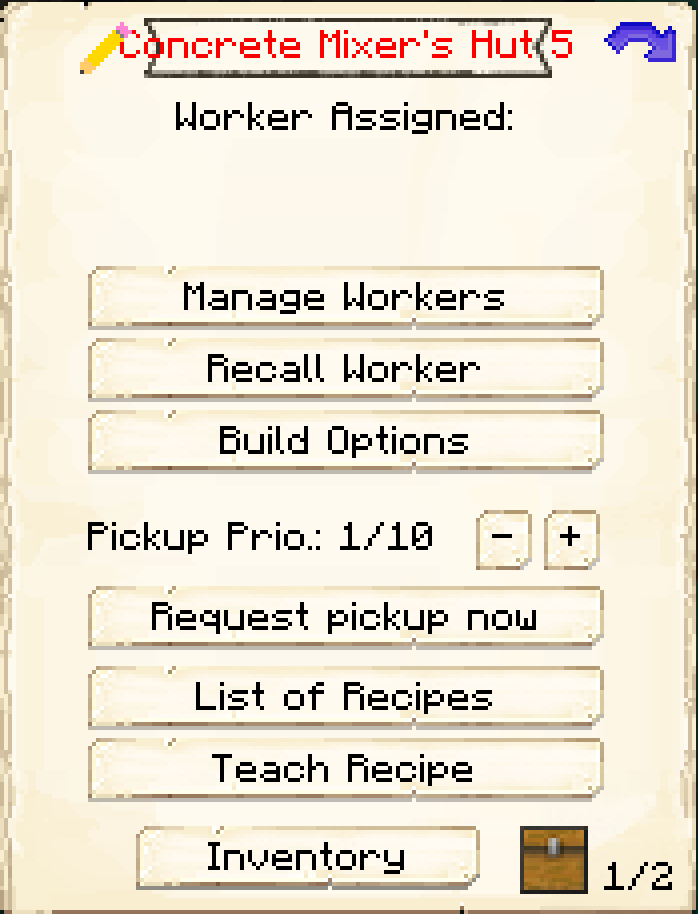 Concrete Mixer's Hut 5
Worker Assigned:
Manage Workers
Recall Worker
Build Options
Pickup Prio.: 1/10 - +
Request pickup now
List of Recipes
Teach Recipe
Inventory
1/2